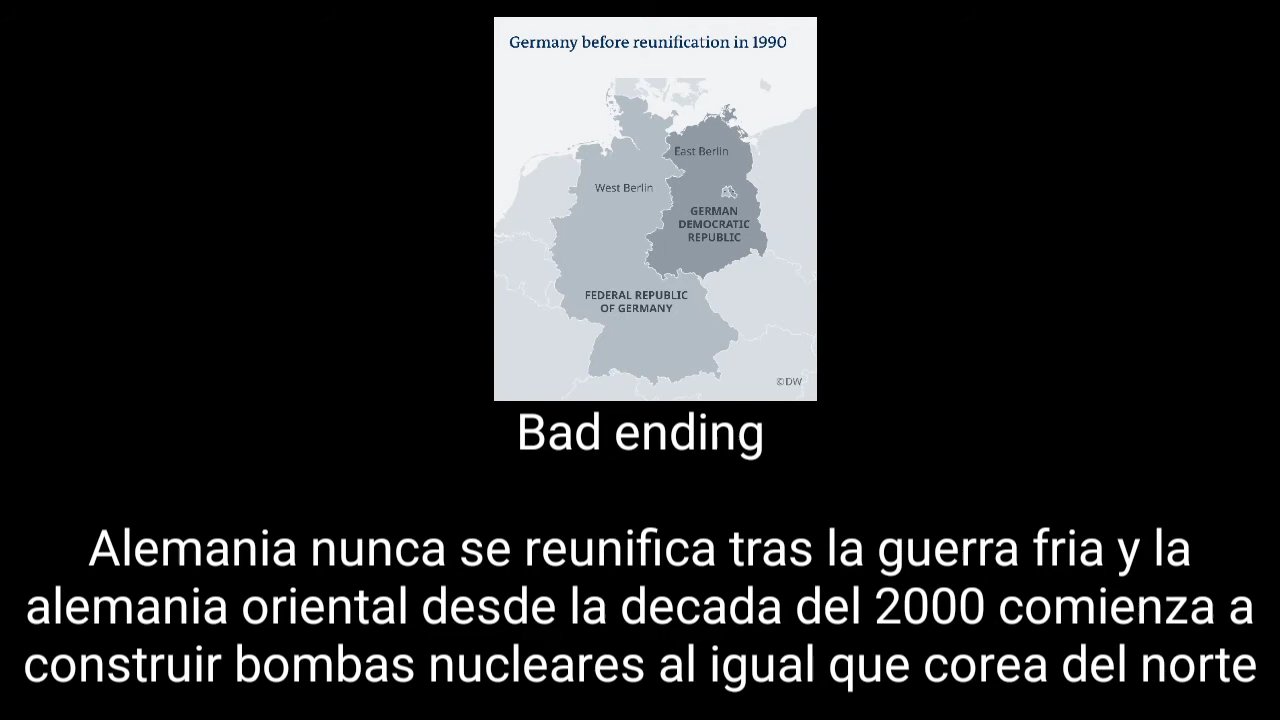 Germany before reunification in 1990
East Berlin
West Berlin
GERMAN
DEMOCRATIC
REPUBLIC
FEDERAL REPUBLIC
OF GERMANY
©DW
Bad ending
Alemania nunca se reunifica tras la guerra fria y la
alemania oriental desde la decada del 2000 comienza a
construir bombas nucleares al igual que corea del norte